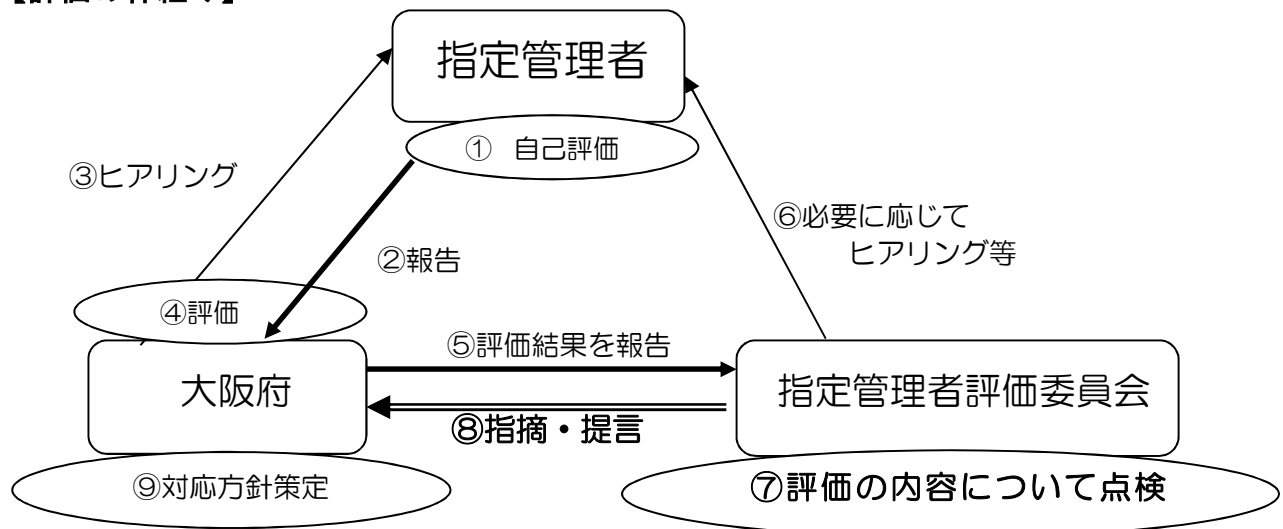 指定管理者
① 自己評価
③ヒアリング
⑥必要に応じて
ヒアリング等
②報告
④評価
⑤評価結果を報告
大阪府
指定管理者評価委員会
⑧指摘・提言
⑨対応方針策定
⑦評価の内容について点検